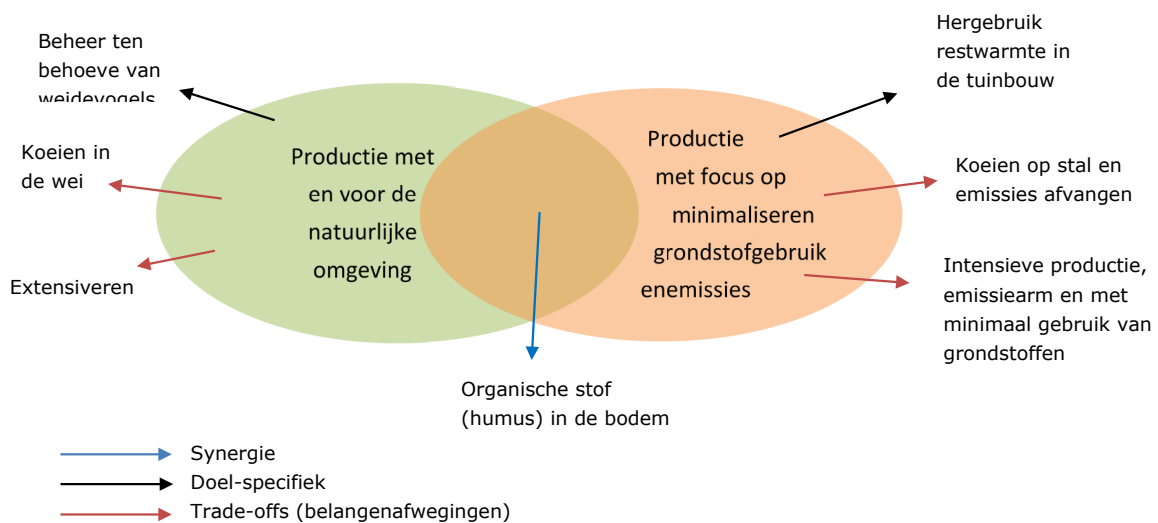 Beheer ten
behoeve van
weidevogels
Koeien in
de wei
Extensiveren
Productie met
en voor de
natuurlijke
omgeving
Productie
met focus op
minimaliseren
grondstofgebruik
enemissies
Hergebruik
restwarmte in
de tuinbouw
Koeien op stal en
emissies afvangen
Intensieve productie,
emissiearm en met
minimaal gebruik van
grondstoffen
Organische stof
(humus) in de bodem
Synergie
Doel-specifiek
Trade-offs (belangenafwegingen)